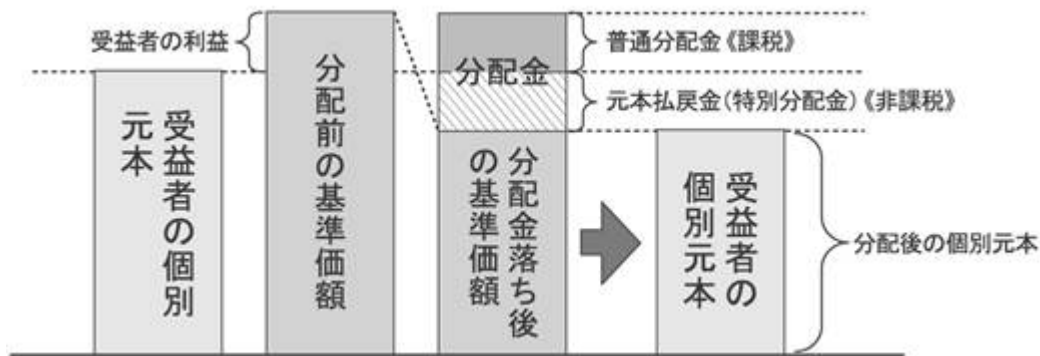 受益者の利益
受益者の個別
元本
分配前の基準価額
分配金
分配金落ち後
の基準価額
普通分配金《課税》
元本払戻金(特別分配金)《非課税》
受益者の
個別元本
分配後の個別元本